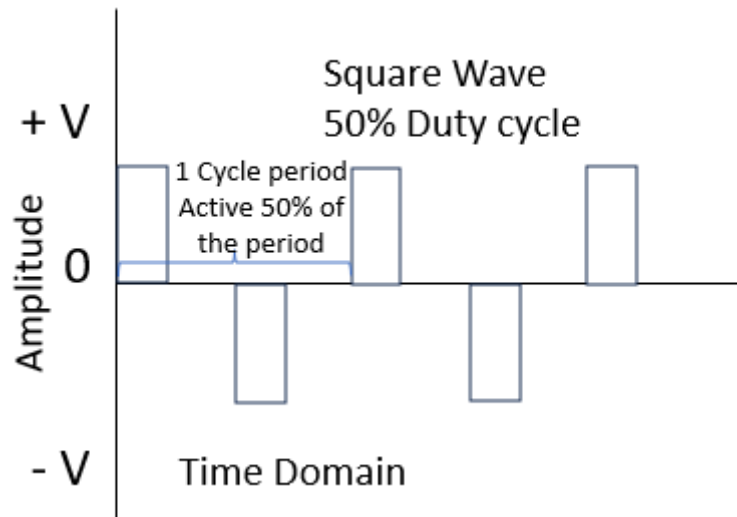 Square Wave
50% Duty cycle
+ V
1 Cycle period
Active 50% of
the period
0
Amplitude
- V
Time Domain